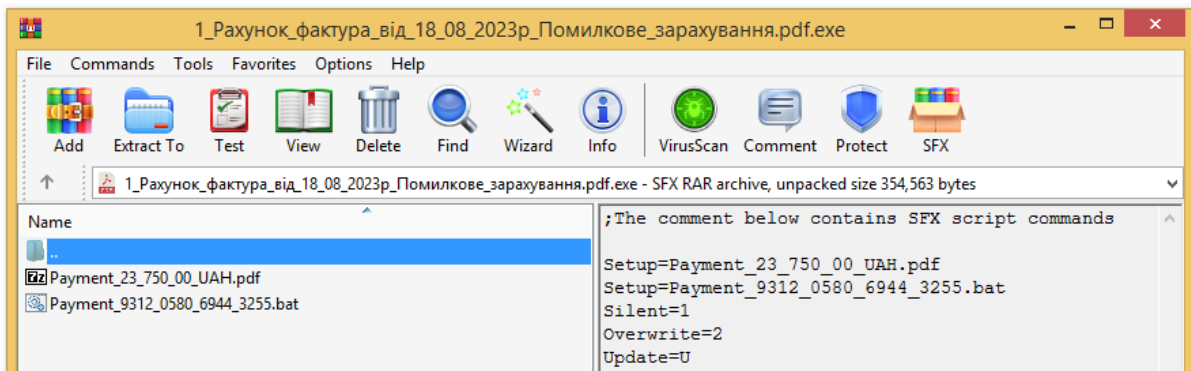 1_Рахунок_фактура_від_18_08_2023р_Помилкове_зарахування.pdf.exe
File Commands Tools Favorites Options Help
Add Extract To Test View Delete Find Wizard Info VirusScan Comment Protect SFX
1_Рахунок_фактура_від_18_08_2023р_Помилкове_зарахування.pdf.exe - SFX RAR archive, unpacked size 354,563 bytes
Name
..
Payment_23_750_00_UAH.pdf
Payment_9312_0580_6944_3255.bat
;The comment below contains SFX script commands
Setup=Payment_23_750_00_UAH.pdf
Setup=Payment_9312_0580_6944_3255.bat
Silent=1
Overwrite=2
Update=U